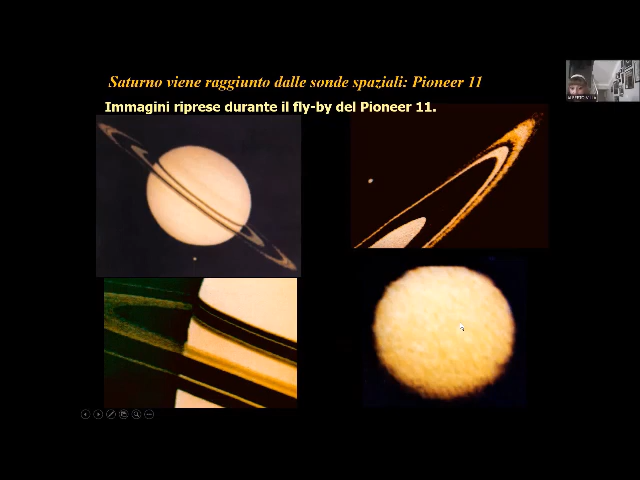 Saturno viene raggiunto dalle sonde spaziali: Pioneer 11
Immagini riprese durante il fly-by del Pioneer 11.